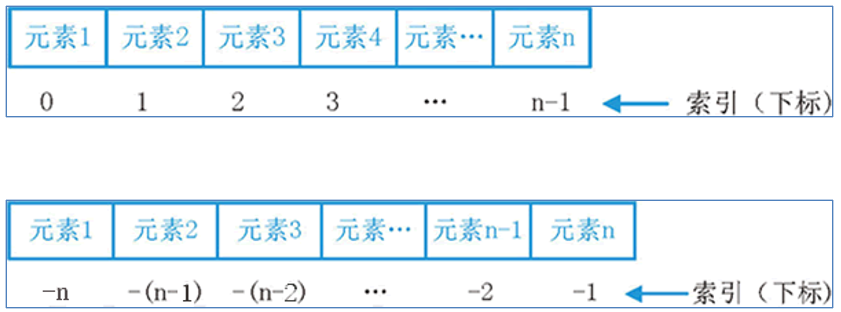 元素1 元素2 元素3 元素4 元素… 元素n
0 1 2 3 … n-1 索引（下标）
元素1 元素2 元素3 元素… 元素n-1 元素n
-n -(n-1) -(n-2) … -2 -1 索引（下标）